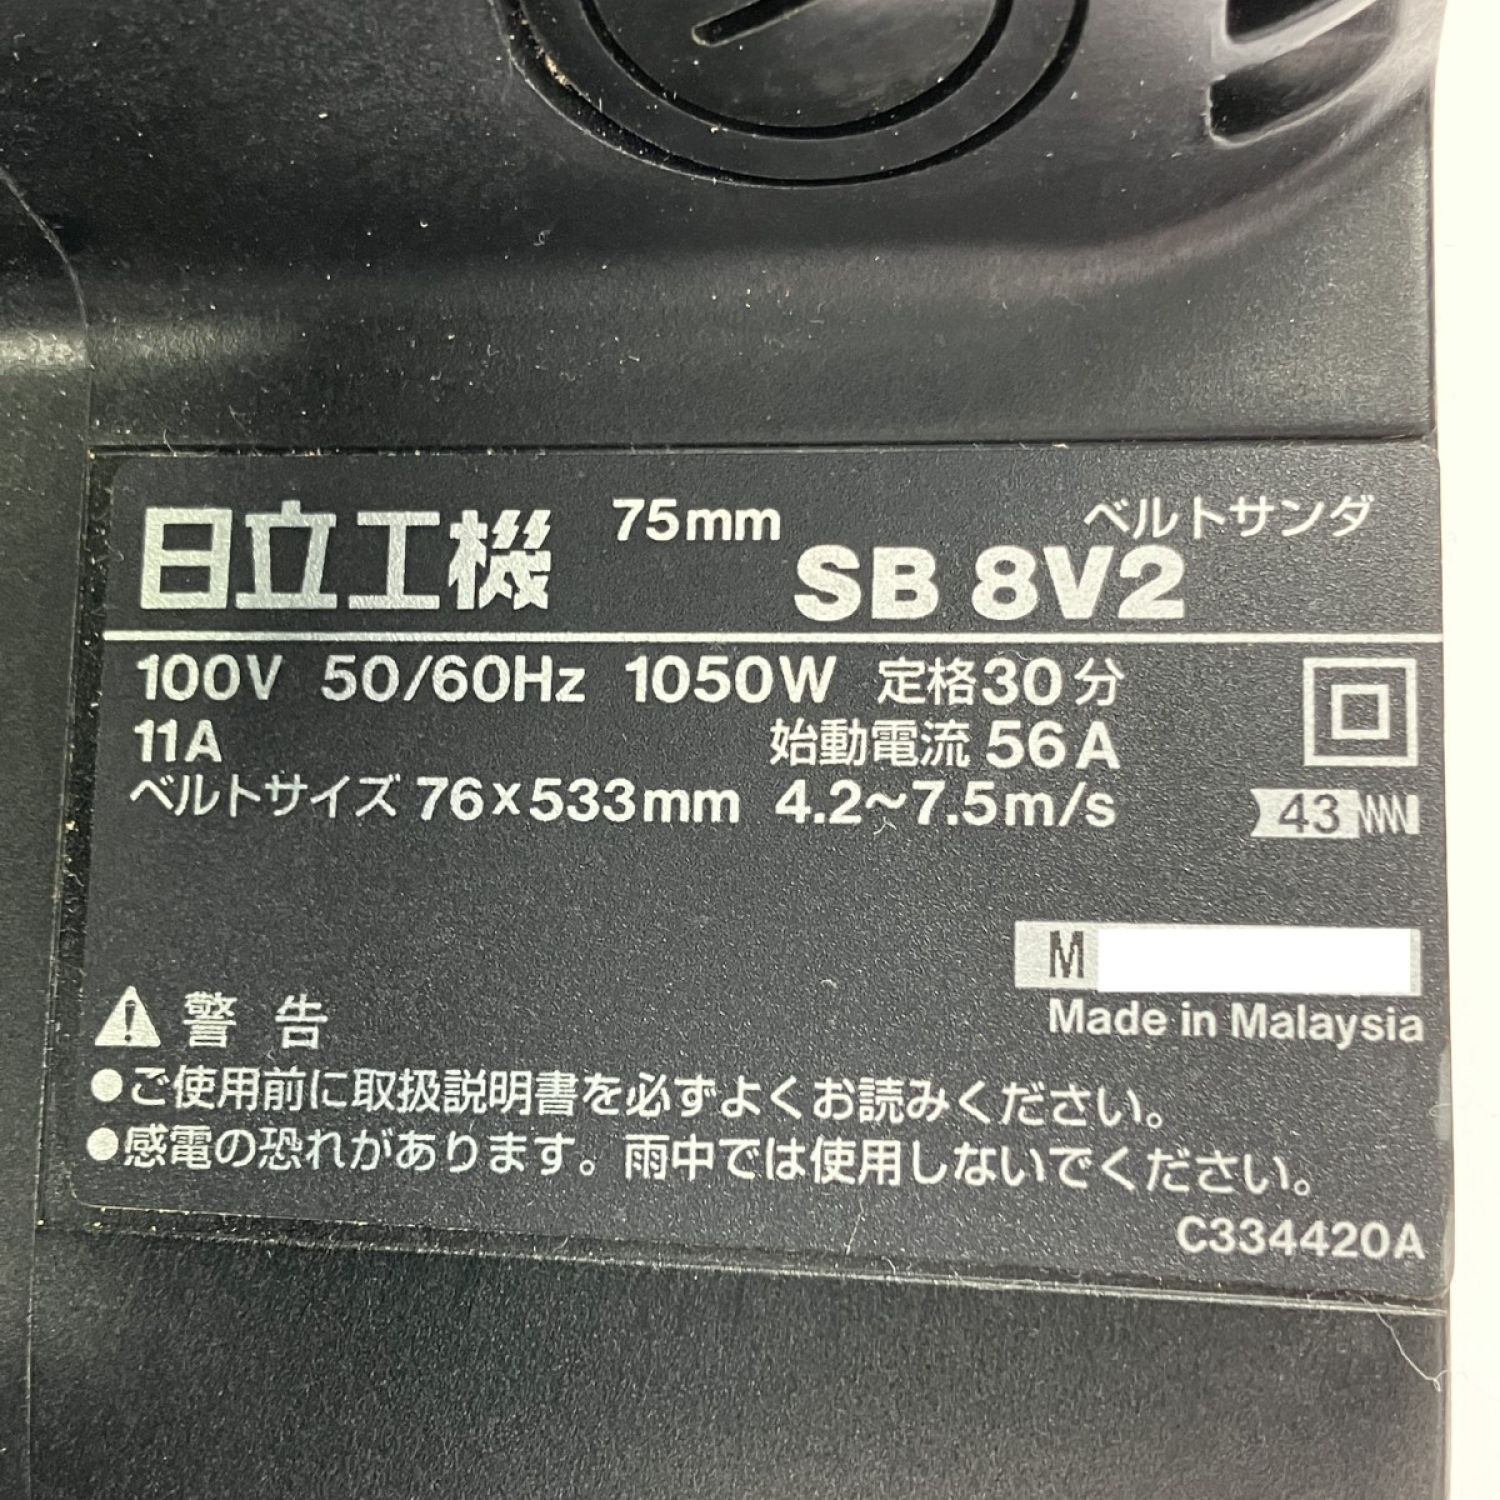 日立工機 75mm ベルトサンダ
SB 8V2
100V 50/60Hz 1050W 定格30分
11A 始動電流 56A
ベルトサイズ 76×533mm 4.2~7.5m/s
43
M
Made in Malaysia
警告
●ご使用前に取扱説明書を必ずよくお読みください。
●感電の恐れがあります。雨中では使用しないでください。
C334420A